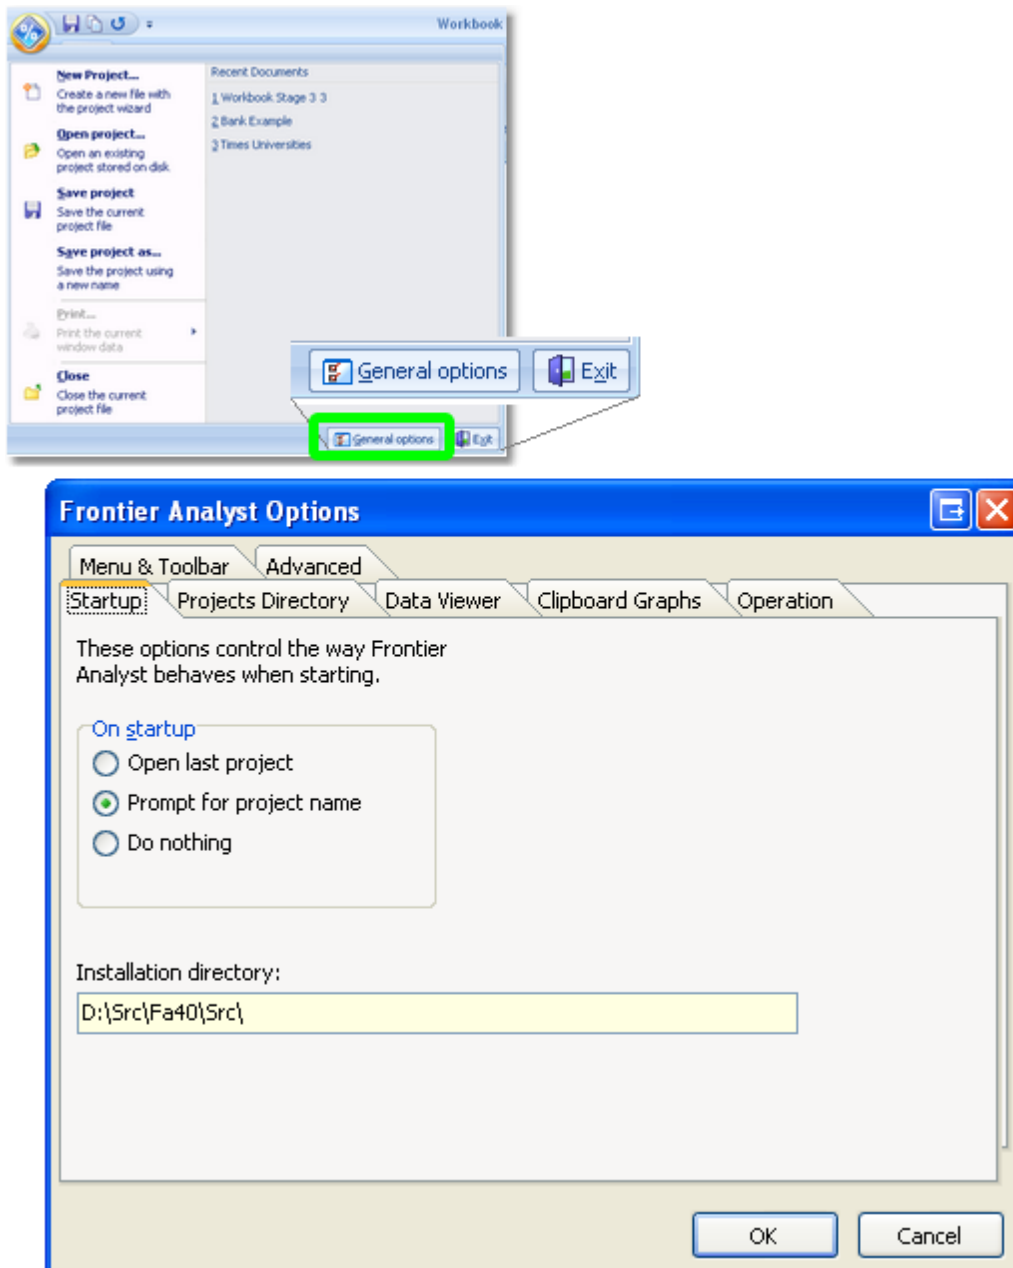 Workbook
New Project...
Create a new file with
the project wizard
Open project...
Open an existing
project stored on disk
Save project
Save the current
project file
Save project as...
Save the project using
a new name
Print...
Print the current
window data
Close
Close the current
project file
Recent Documents
1 Workbook Stage 3 3
2 Bank Example
3 Times Universities
General options
Exit
General options
Exit
Frontier Analyst Options
Menu & Toolbar
Advanced
Startup
Projects Directory
Data Viewer
Clipboard Graphs
Operation
These options control the way Frontier
Analyst behaves when starting.
On startup
Open last project
Prompt for project name
Do nothing
Installation directory:
D:\Src\Fa40\Src\
OK
Cancel